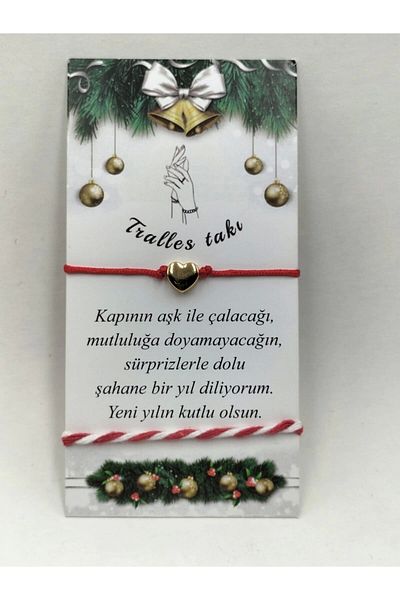 Tralles takı
Kapının aşk ile çalacağı,
mutluluğa doyamayacağın,
sürprizlerle dolu
şahane bir yıl diliyorum.
Yeni yılın kutlu olsun.